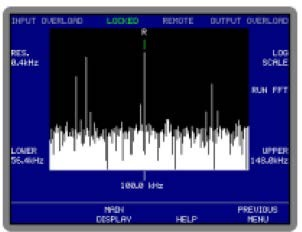 INPUT OVERLOAD LOCKED REMOTE OUTPUT OVERLOAD
R
RES.
0.4kHz
LOG
SCALE
RUN FFT
LOWER
56.4kHz
UPPER
148.0kHz
100.0 kHz
MAIN
DISPLAY
HELP
PREVIOUS
MENU